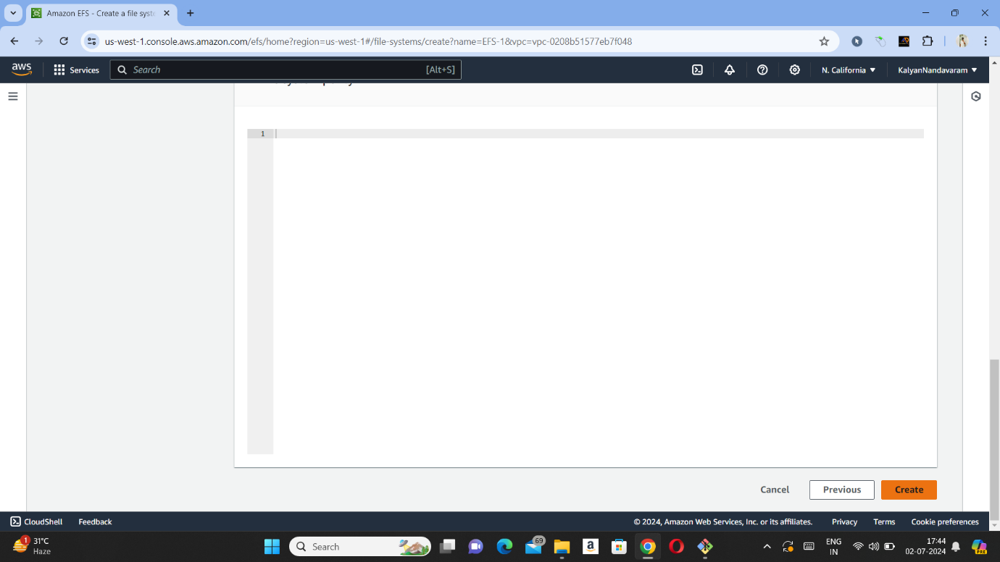 Amazon EFS - Create a file syste
us-west-1.console.aws.amazon.com/efs/home?region=us-west-1#/file-systems/create?name=EFS-1&vpc=vpc-0208b51577eb7f048
aws
Services
Search
[Alt+S]
N. California
KalyanNandavaram
1
Cancel
Previous
Create
CloudShell
Feedback
© 2024, Amazon Web Services, Inc. or its affiliates.
Privacy
Terms
Cookie preferences
1
31°C
Haze
Search
69
a
ENG
IN
17:44
02-07-2024
PRE